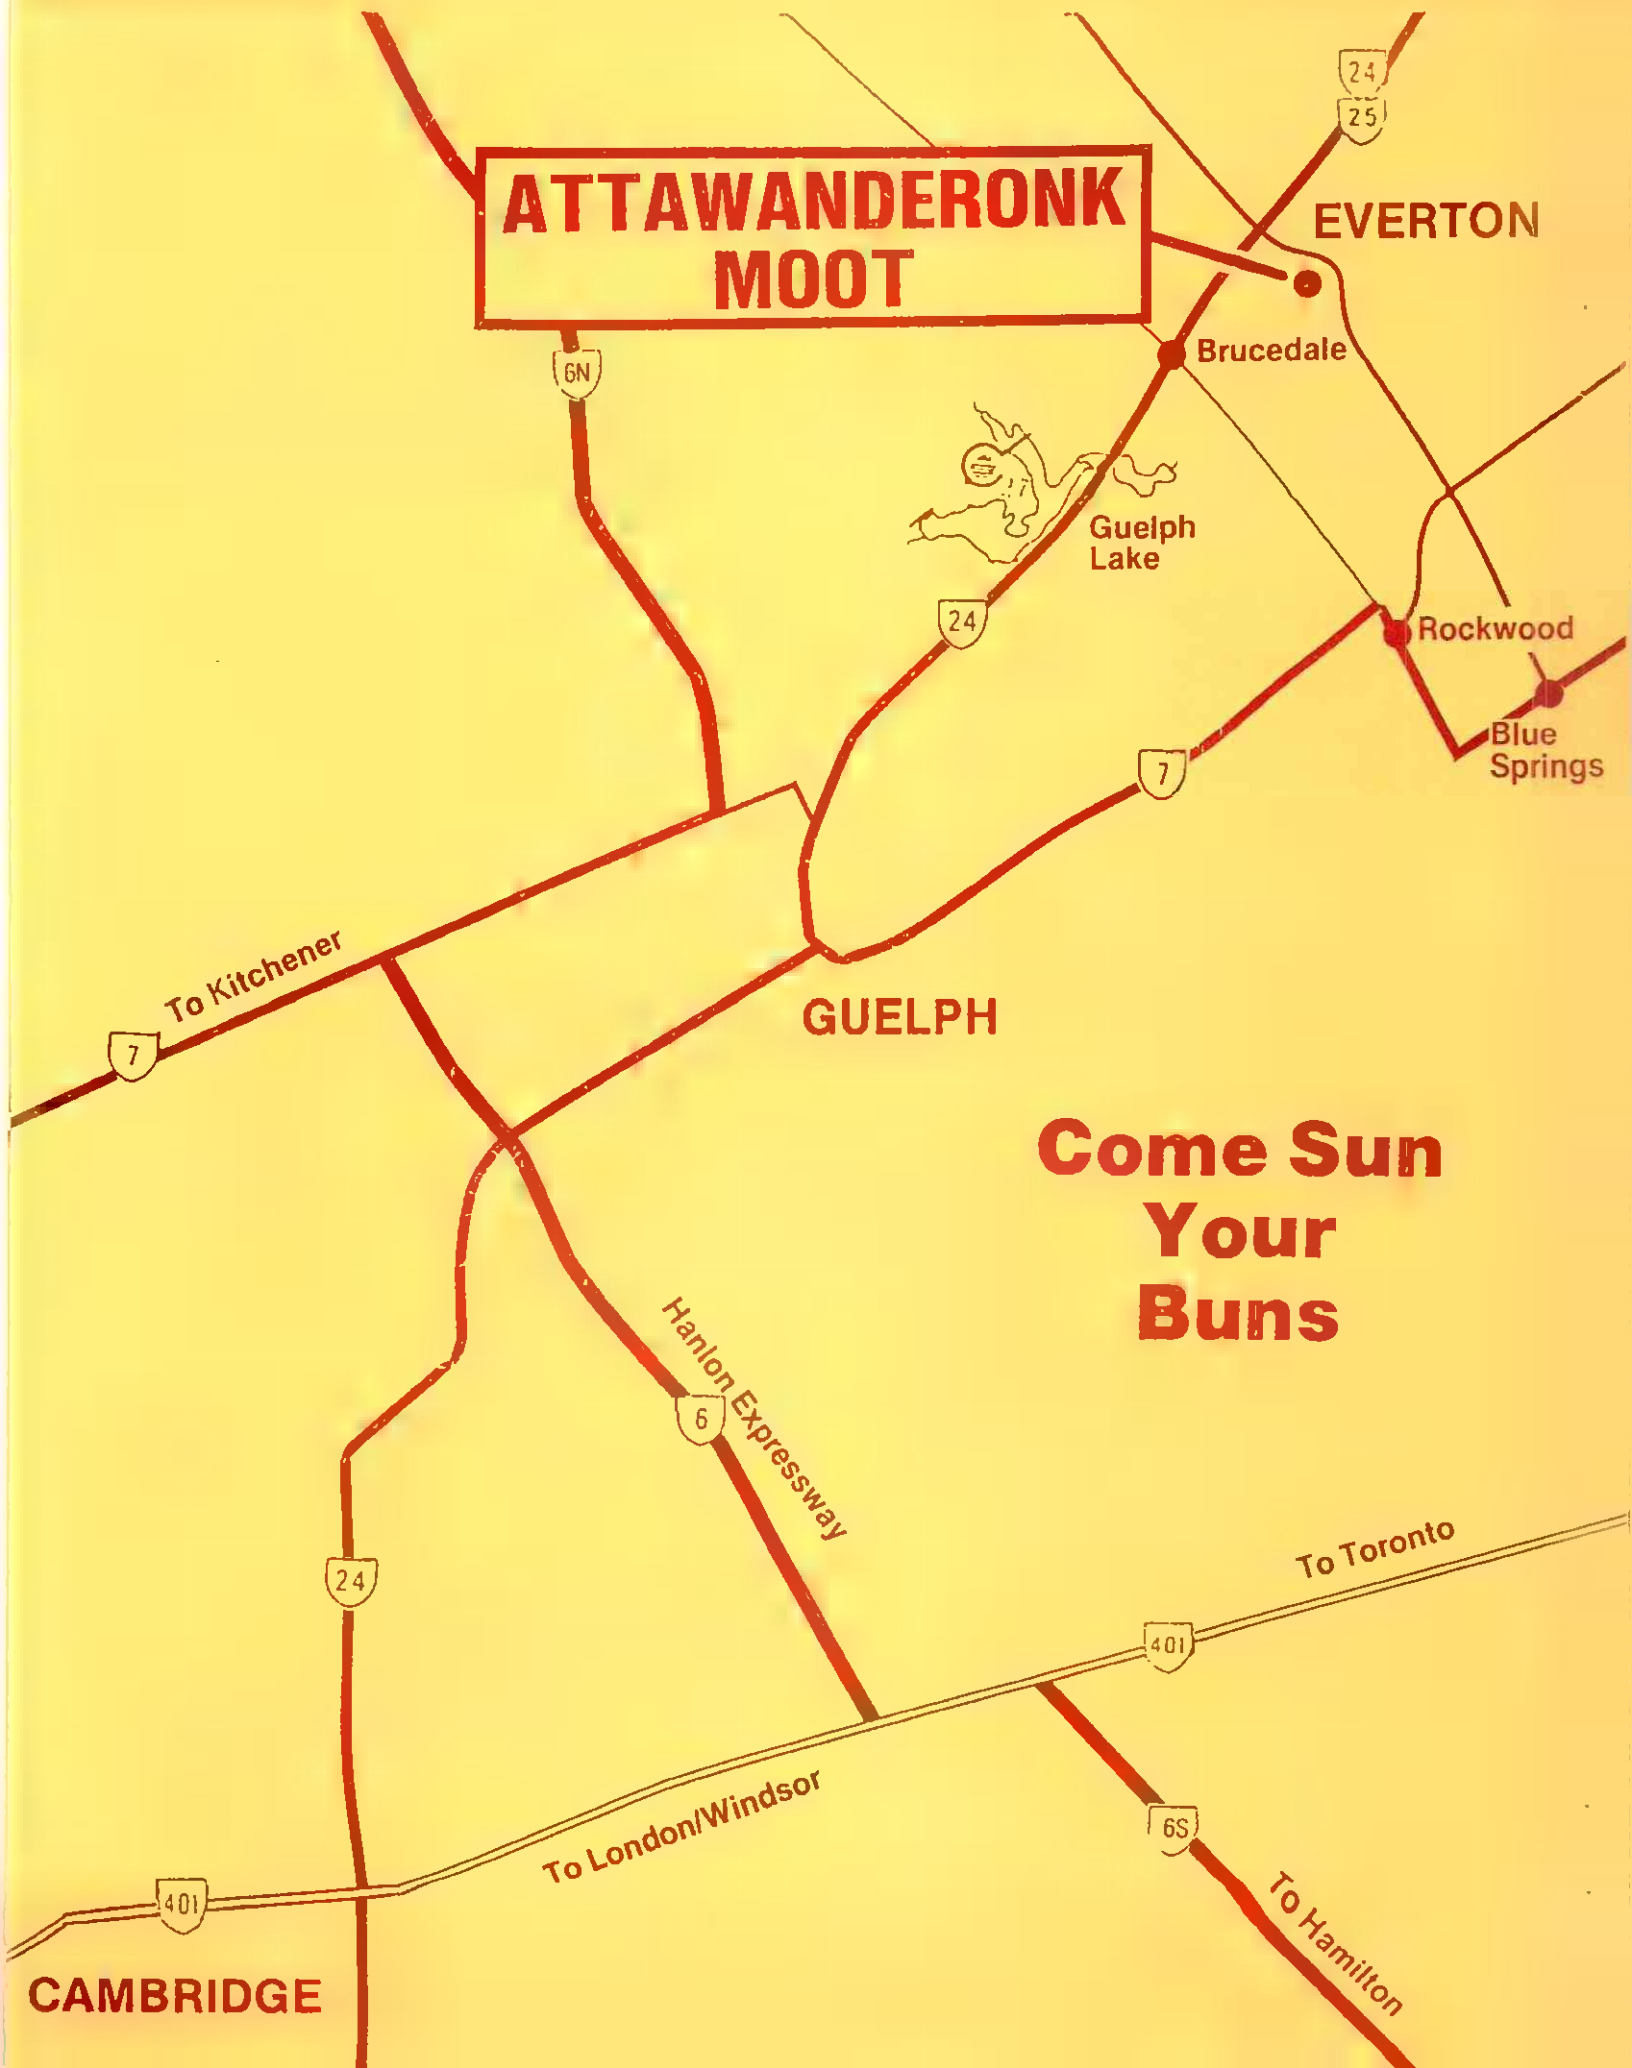 24
25
ATTAWANDERONK
MOOT
EVERTON
Brucedale
6N
Guelph
Lake
24
Rockwood
Blue
Springs
7
To Kitchener
7
GUELPH
Come Sun
Your
Buns
Hanlon Expressway
6
24
To Toronto
401
To London/Windsor
6S
401
To Hamilton
CAMBRIDGE